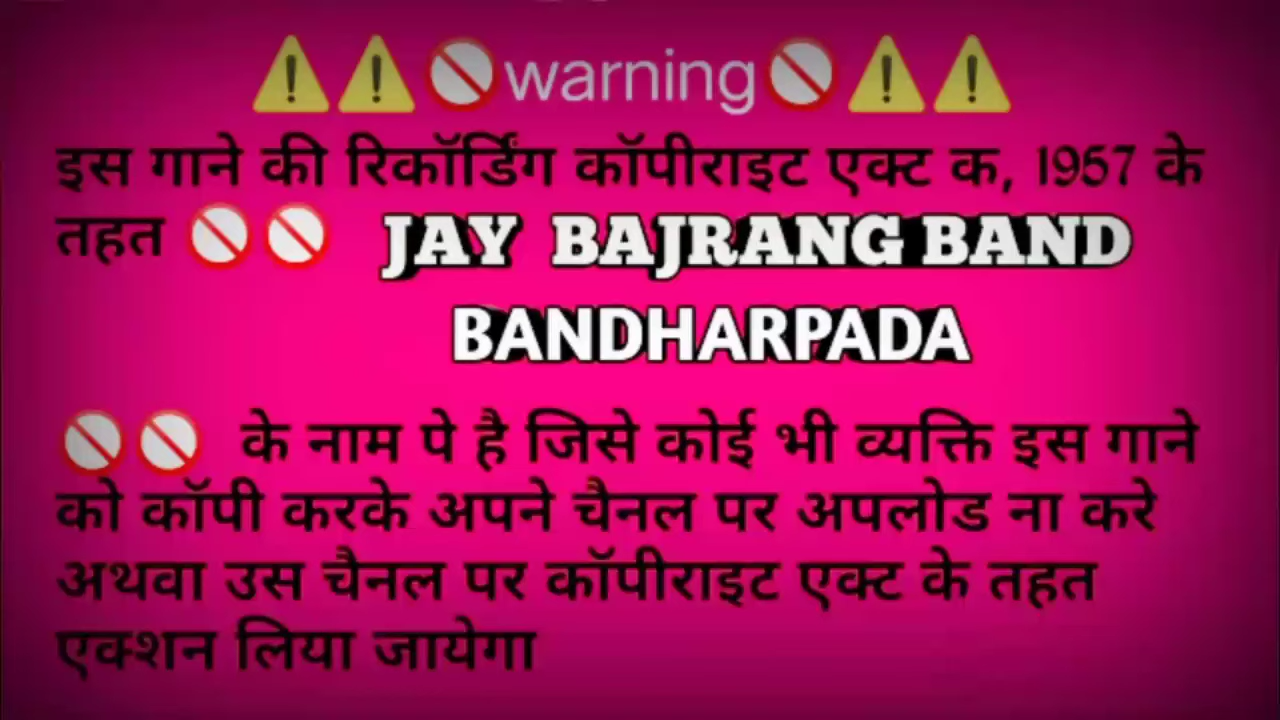 ⚠️⚠️🚫warning🚫⚠️⚠️
इस गाने की रिकॉर्डिंग कॉपीराइट एक्ट क, 1957 के
तहत 🚫🚫 JAY BAJRANG BAND
BANDHARPADA
🚫🚫 के नाम पे है जिसे कोई भी व्यक्ति इस गाने
को कॉपी करके अपने चैनल पर अपलोड ना करे
अथवा उस चैनल पर कॉपीराइट एक्ट के तहत
एक्शन लिया जायेगा